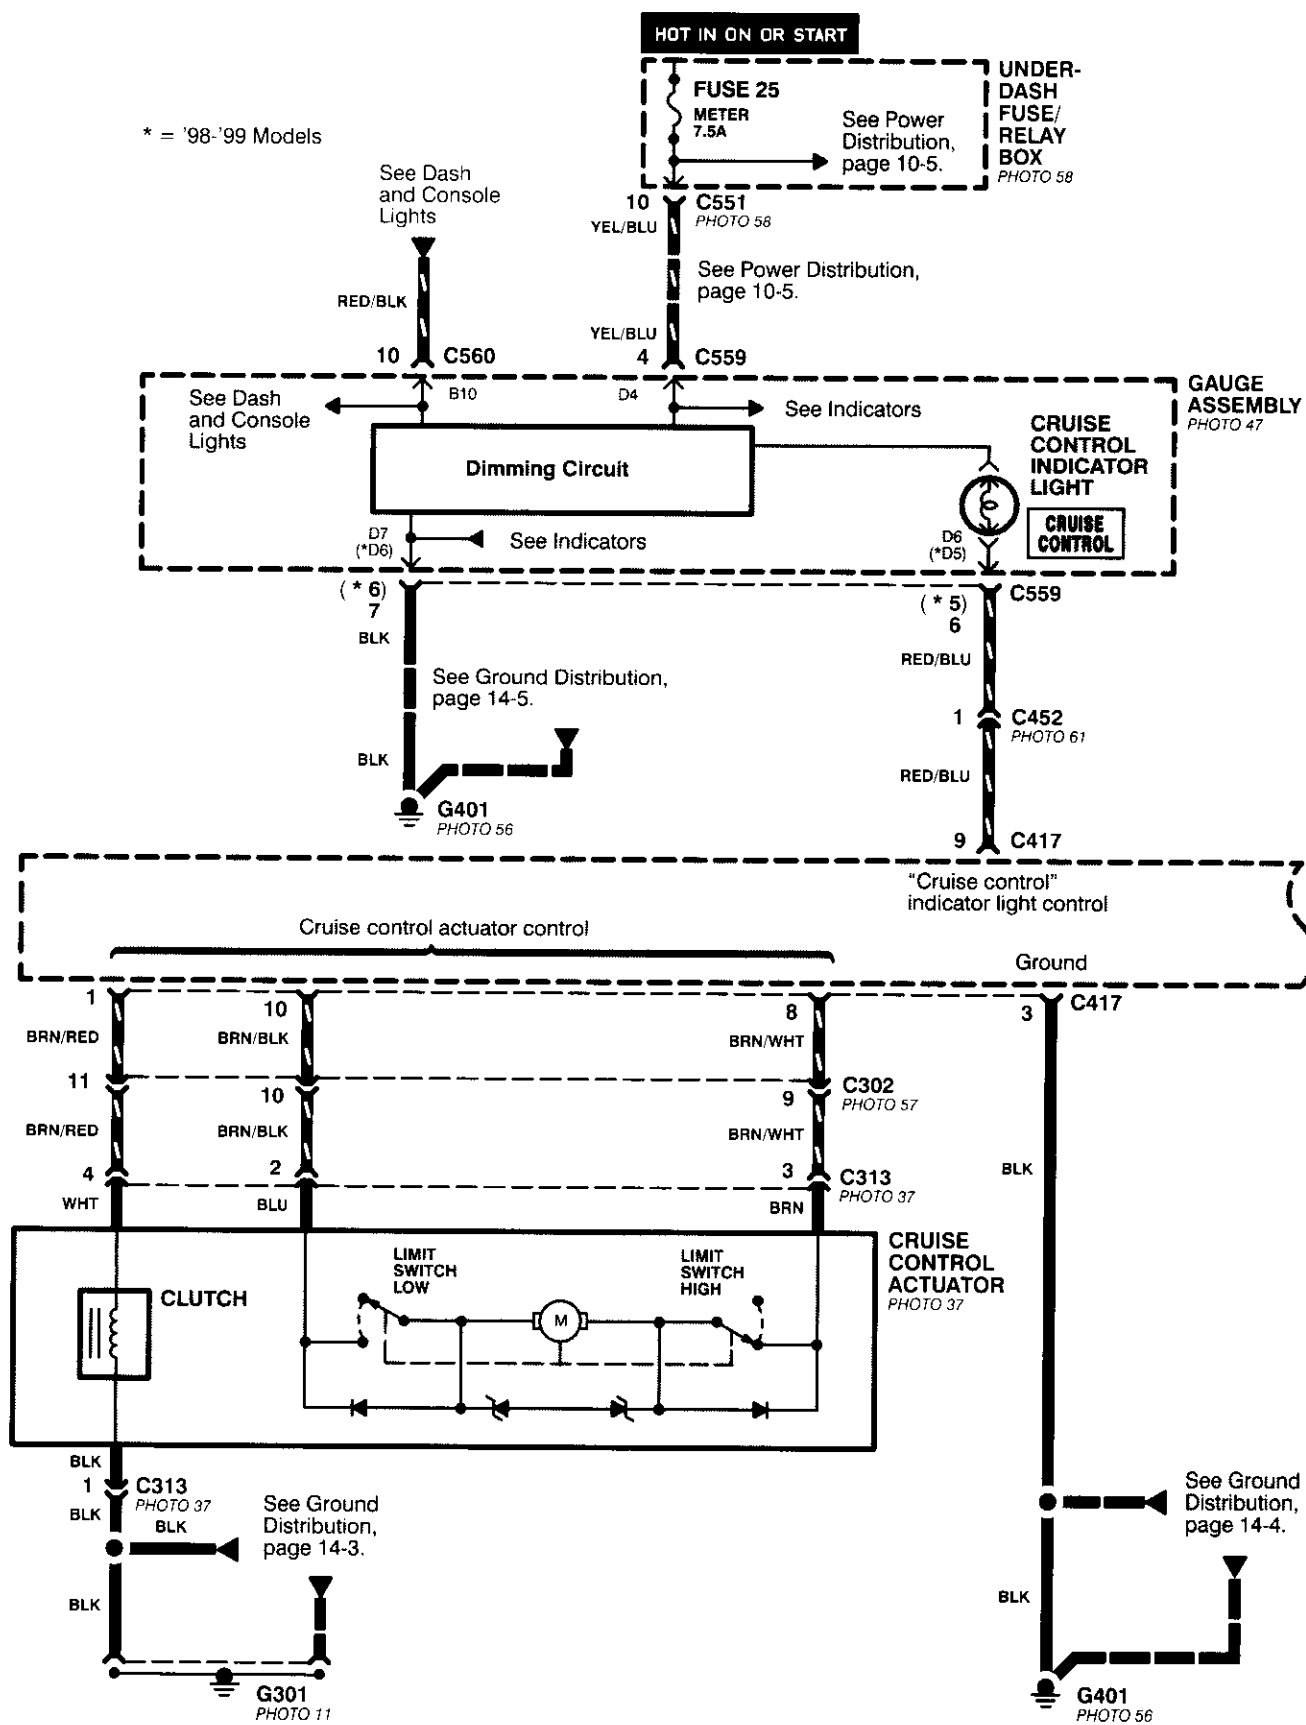 HOT IN ON OR START
FUSE 25
METER
7.5A
See Power
Distribution,
page 10-5.
UNDER-
DASH
FUSE/
RELAY
BOX
PHOTO 58
* = '98-'99 Models
See Dash
and Console
Lights
10
C551
PHOTO 58
YEL/BLU
See Power Distribution,
page 10-5.
RED/BLK
YEL/BLU
10
C560
4
C559
B10
D4
See Dash
and Console
Lights
See Indicators
GAUGE
ASSEMBLY
PHOTO 47
Dimming Circuit
CRUISE
CONTROL
INDICATOR
LIGHT
CRUISE
CONTROL
D7
(*D6)
See Indicators
D6
(*D5)
( * 6)
7
( * 5)
6
C559
BLK
RED/BLU
See Ground Distribution,
page 14-5.
1
C452
PHOTO 61
BLK
RED/BLU
G401
PHOTO 56
9
C417
"Cruise control"
indicator light control
Cruise control actuator control
Ground
1
10
8
3
C417
BRN/RED
BRN/BLK
BRN/WHT
11
10
9
C302
PHOTO 57
BRN/RED
BRN/BLK
BRN/WHT
BLK
4
2
3
C313
PHOTO 37
WHT
BLU
BRN
CRUISE
CONTROL
ACTUATOR
PHOTO 37
CLUTCH
LIMIT
SWITCH
LOW
LIMIT
SWITCH
HIGH
M
BLK
1
C313
PHOTO 37
BLK
BLK
See Ground
Distribution,
page 14-3.
See Ground
Distribution,
page 14-4.
BLK
BLK
G301
PHOTO 11
G401
PHOTO 56